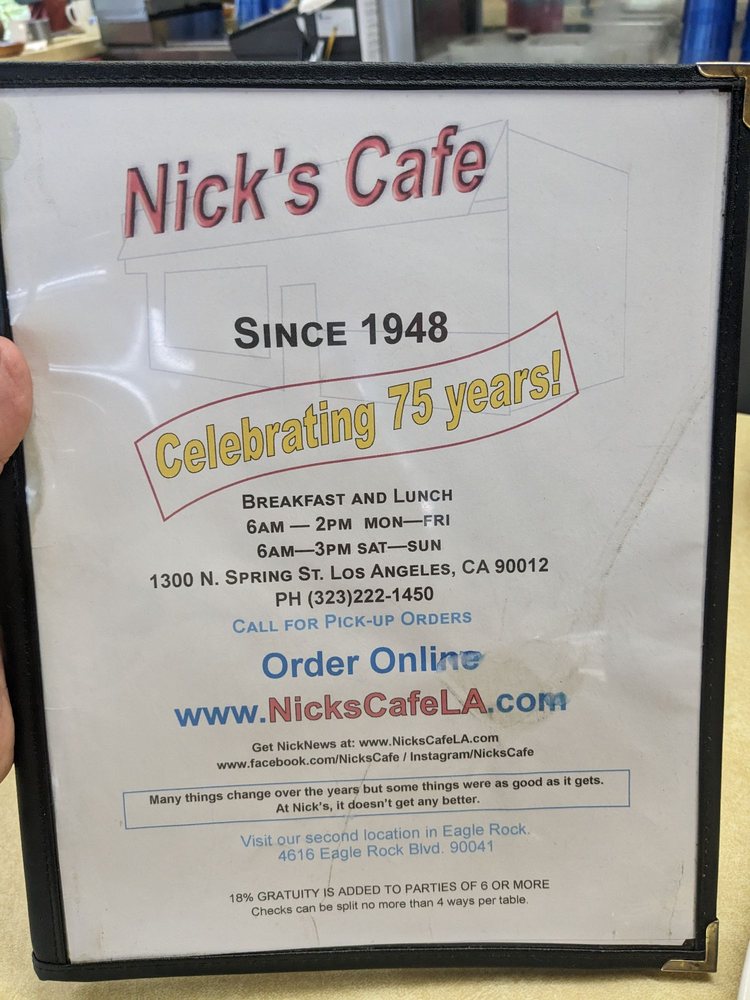 Nick's Cafe
SINCE 1948
Celebrating 75 years!
BREAKFAST AND LUNCH
6AM — 2PM MON—FRI
6AM—3PM SAT—SUN
1300 N. SPRING ST. LOS ANGELES, CA 90012
PH (323)222-1450
CALL FOR PICK-UP ORDERS
Order Online
www.NicksCafeLA.com
Get NickNews at: www.NicksCafeLA.com
www.facebook.com/NicksCafe / Instagram/NicksCafe
Many things change over the years but some things were as good as it gets.
At Nick's, it doesn't get any better.
Visit our second location in Eagle Rock.
4616 Eagle Rock Blvd. 90041
18% GRATUITY IS ADDED TO PARTIES OF 6 OR MORE
Checks can be split no more than 4 ways per table.